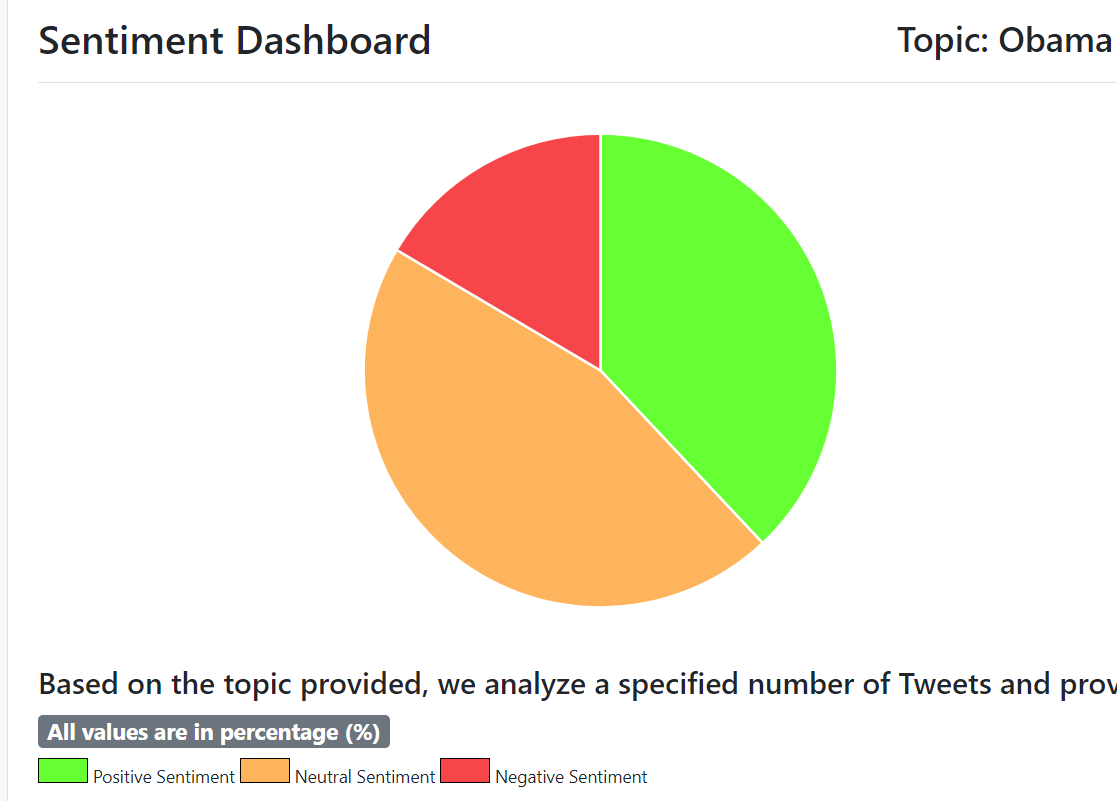 Sentiment Dashboard
Topic: Obama
Based on the topic provided, we analyze a specified number of Tweets and prov
All values are in percentage (%)
Positive Sentiment Neutral Sentiment Negative Sentiment